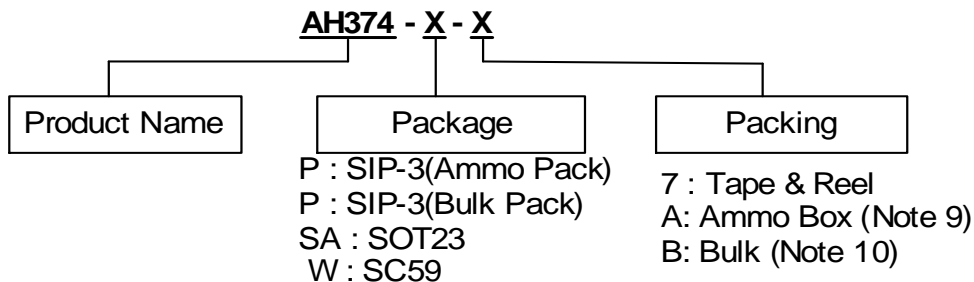 AH374 - X - X
Product Name
Package
Packing
P : SIP-3(Ammo Pack)
P : SIP-3(Bulk Pack)
SA : SOT23
W : SC59
7 : Tape & Reel
A: Ammo Box (Note 9)
B: Bulk (Note 10)